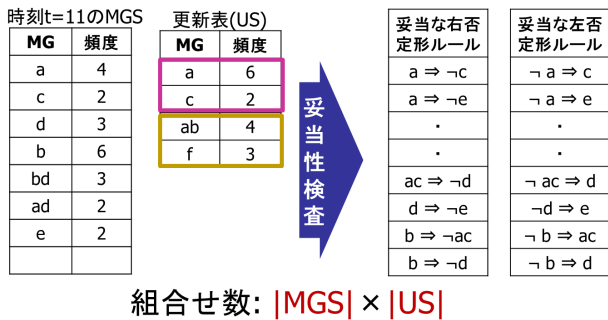 時刻t=11のMGS
MG 頻度
a 4
c 2
d 3
b 6
bd 3
ad 2
e 2
更新表(US)
MG 頻度
a 6
c 2
ab 4
f 3
妥当性検査
妥当な右否
定形ルール
a ⇒ ¬c
a ⇒ ¬e
・
・
ac ⇒ ¬d
d ⇒ ¬e
b ⇒ ¬ac
b ⇒ ¬d
妥当な左否
定形ルール
¬ a ⇒ c
¬ a ⇒ e
・
・
¬ ac ⇒ d
¬d ⇒ e
¬ b ⇒ ac
¬ b ⇒ d
組合せ数: |MGS| × |US|